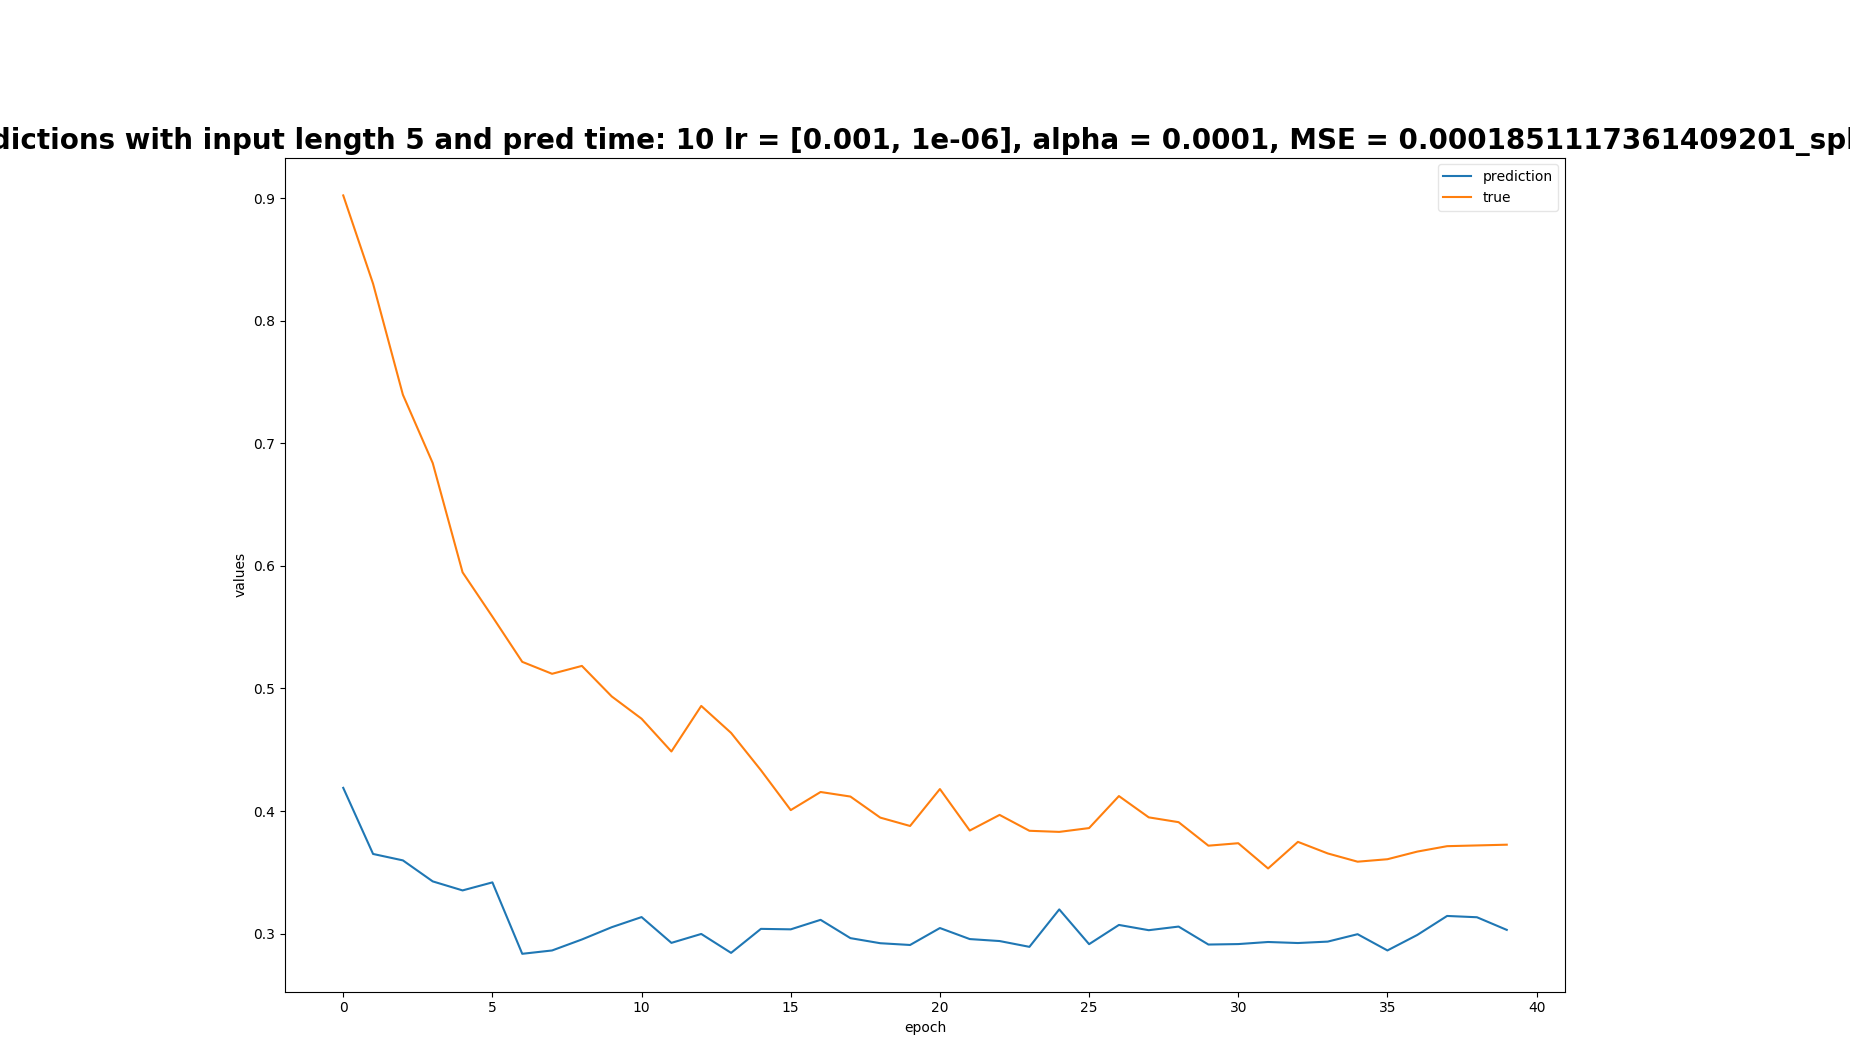 dictions with input length 5 and pred time: 10 lr = [0.001, 1e-06], alpha = 0.0001, MSE = 0.0001851117361409201_spl
prediction
true
0.9
0.8
0.7
0.6
0.5
0.4
0.3
values
0 5 10 15 20 25 30 35 40
epoch